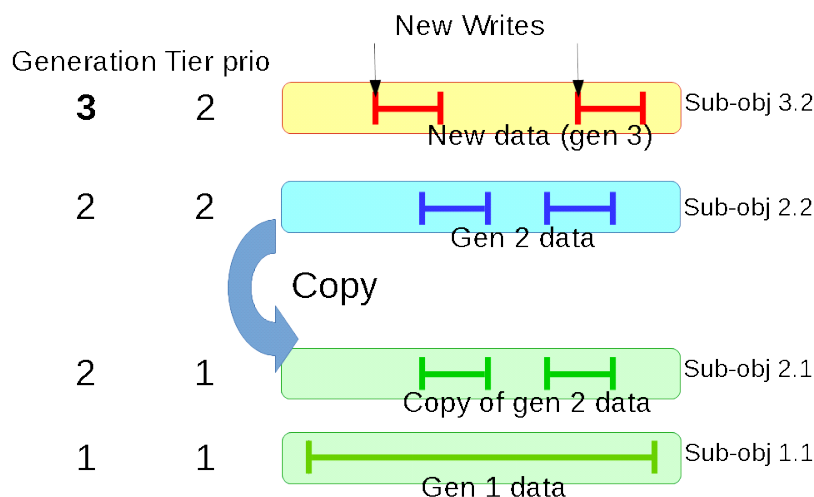 New Writes
Generation Tier prio
3 2 Sub-obj 3.2
New data (gen 3)
2 2 Sub-obj 2.2
Gen 2 data
Copy
2 1 Sub-obj 2.1
Copy of gen 2 data
1 1 Sub-obj 1.1
Gen 1 data